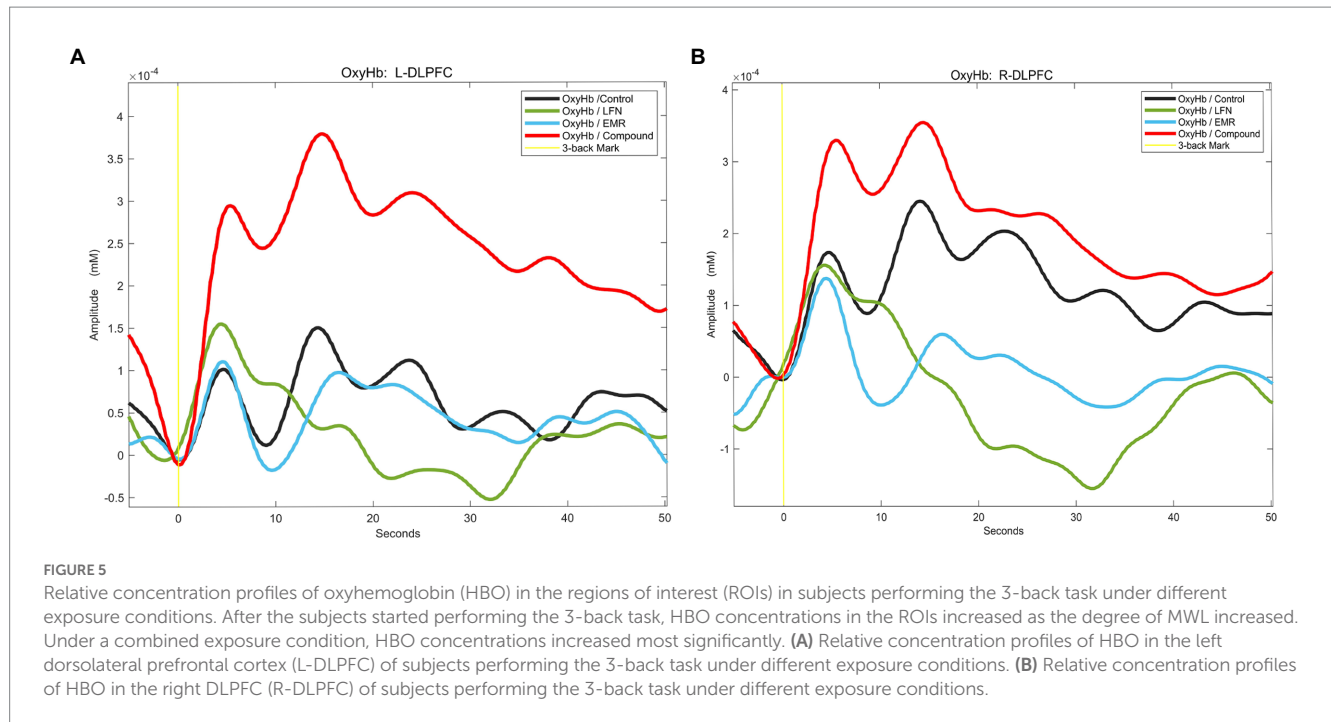 A
×10⁻⁴
OxyHb: L-DLPFC
OxyHb /Control
OxyHb / LFN
OxyHb / EMR
OxyHb / Compound
3-back Mark
4
3.5
3
2.5
2
1.5
1
0.5
0
-0.5
Amplitude (mM)
0
10
20
30
40
50
Seconds
B
×10⁻⁴
OxyHb: R-DLPFC
OxyHb /Control
OxyHb / LFN
OxyHb / EMR
OxyHb / Compound
3-back Mark
4
3
2
1
0
-1
Amplitude (mM)
0
10
20
30
40
50
Seconds
FIGURE 5
Relative concentration profiles of oxyhemoglobin (HBO) in the regions of interest (ROIs) in subjects performing the 3-back task under different
exposure conditions. After the subjects started performing the 3-back task, HBO concentrations in the ROIs increased as the degree of MWL increased.
Under a combined exposure condition, HBO concentrations increased most significantly. (A) Relative concentration profiles of HBO in the left
dorsolateral prefrontal cortex (L-DLPFC) of subjects performing the 3-back task under different exposure conditions. (B) Relative concentration profiles
of HBO in the right DLPFC (R-DLPFC) of subjects performing the 3-back task under different exposure conditions.